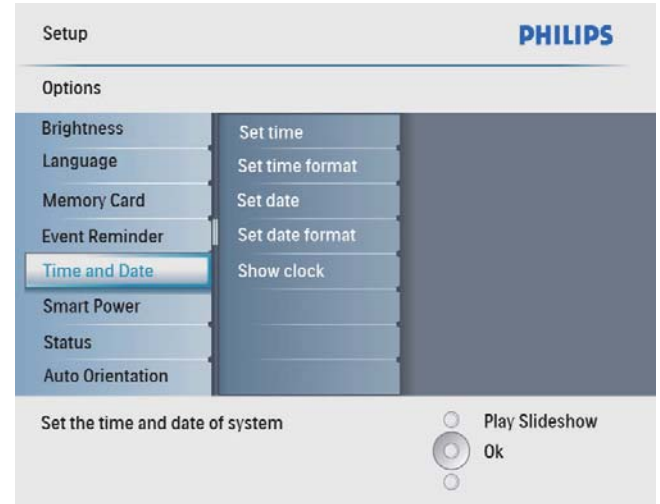 Setup
PHILIPS
Options
Brightness
Language
Memory Card
Event Reminder
Time and Date
Smart Power
Status
Auto Orientation
Set time
Set time format
Set date
Set date format
Show clock
Set the time and date of system
Play Slideshow
Ok